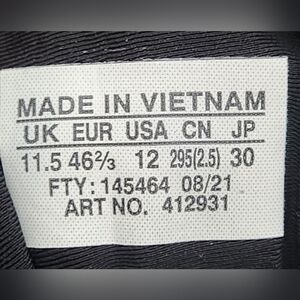 MADE IN VIETNAM
UK EUR USA CN JP
11.5 46⅔ 12 295(2.5) 30
FTY: 145464 08/21
ART NO. 412931